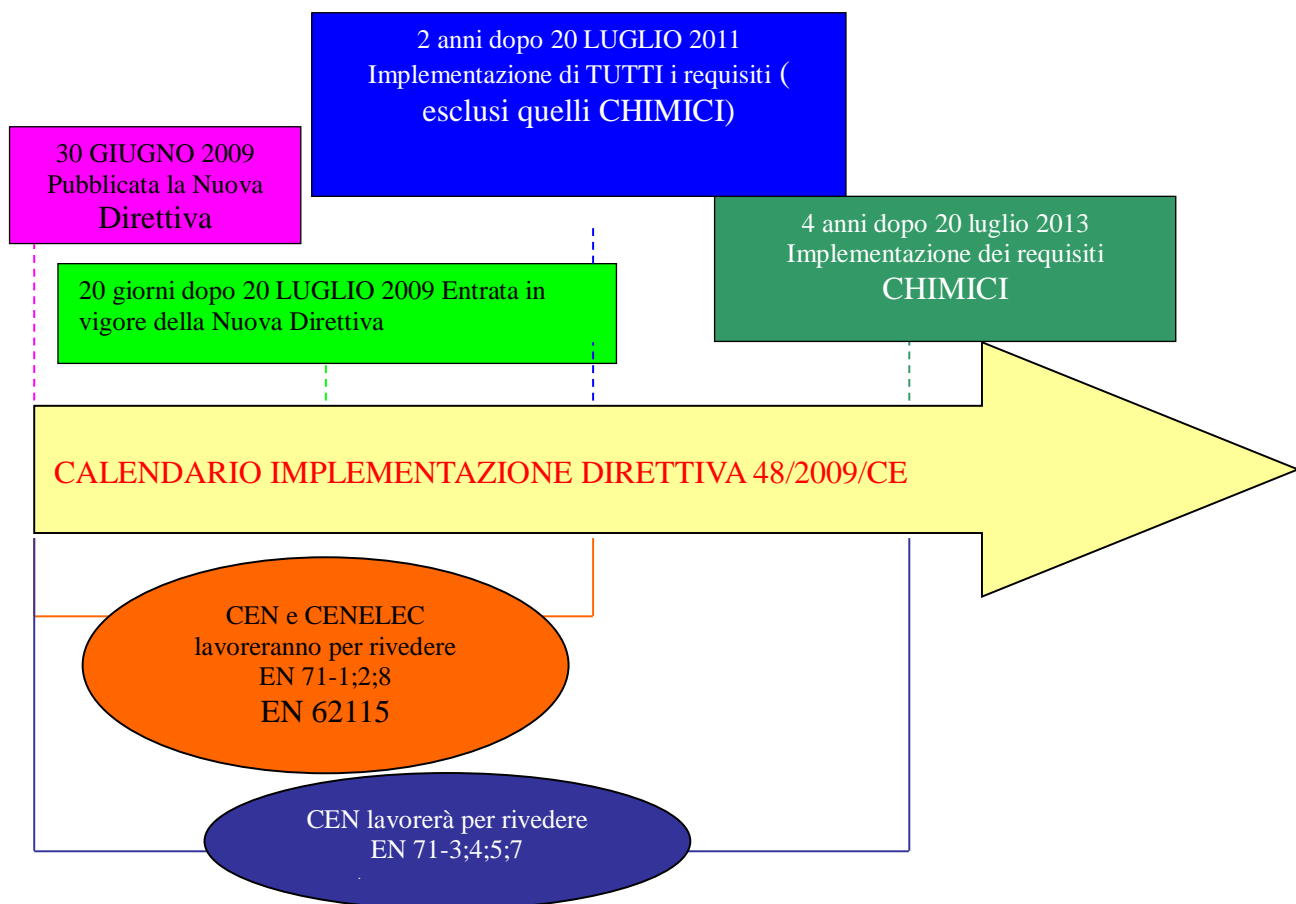 2 anni dopo 20 LUGLIO 2011
Implementazione di TUTTI i requisiti (
esclusi quelli CHIMICI)
30 GIUGNO 2009
Pubblicata la Nuova
Direttiva
4 anni dopo 20 luglio 2013
Implementazione dei requisiti
CHIMICI
20 giorni dopo 20 LUGLIO 2009 Entrata in
vigore della Nuova Direttiva
CALENDARIO IMPLEMENTAZIONE DIRETTIVA 48/2009/CE
CEN e CENELEC
lavoreranno per rivedere
EN 71-1;2;8
EN 62115
CEN lavorerà per rivedere
EN 71-3;4;5;7
.